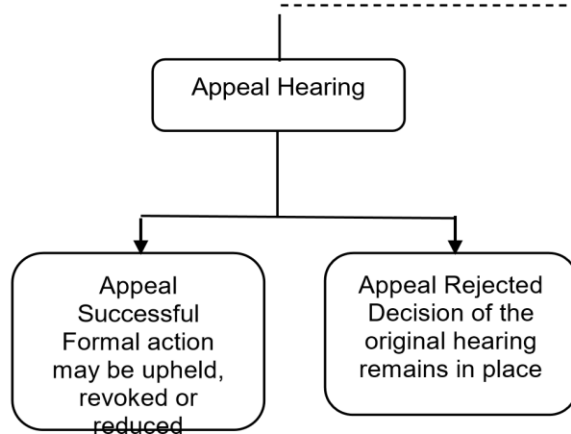 Appeal Hearing
Appeal
Successful
Formal action
may be upheld,
revoked or
reduced
Appeal Rejected
Decision of the
original hearing
remains in place